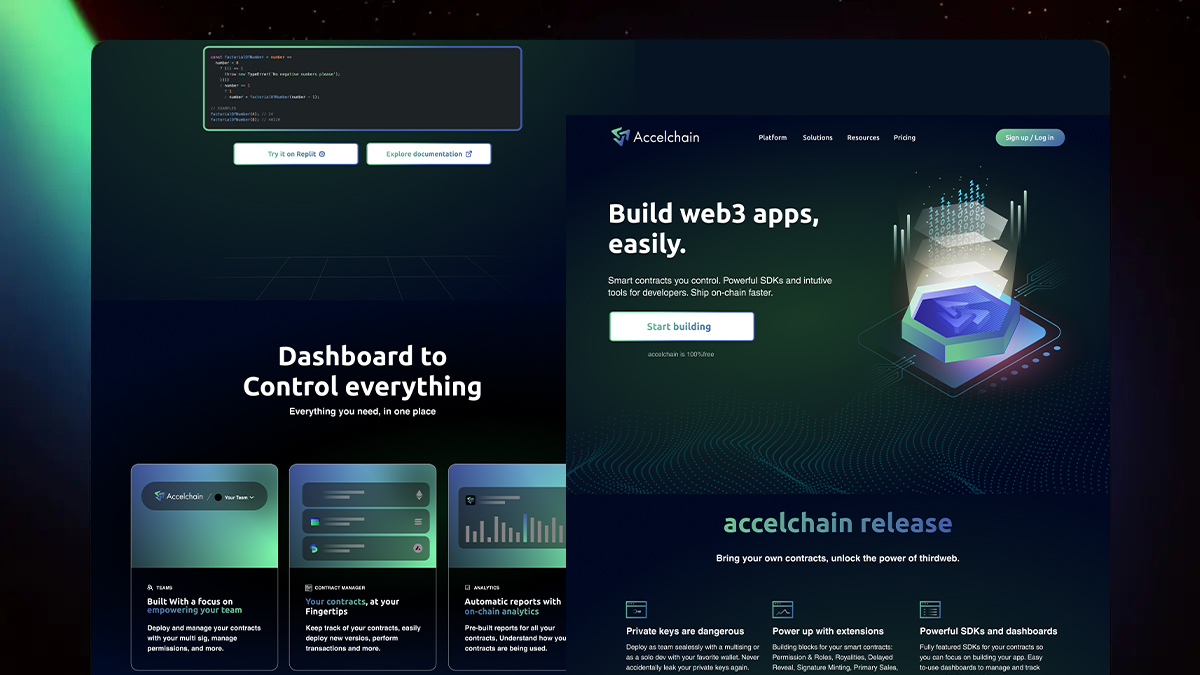 const factorialOfNumber = number =>
number < 0
? (() => {
throw new TypeError('No negative numbers please');
})()
: number === 1
? 1
: number * factorialOfNumber(number - 1);
// EXAMPLES
factorialOfNumber(4); // 24
Try it on Replit
Explore documentation
Dashboard to
Control everything
Everything you need, in one place
Accelchain / Your Team
TEAMS
Built With a focus on
empowering your team
Deploy and manage your contracts
with your multi sig, manage
permissions, and more.
CONTRACT MANAGER
Your contracts, at your
Fingertips
Keep track of your contracts, easily
deploy new versios, perform
transactions and more.
ANALYTICS
Automatic reports with
on-chain analytics
Pre-built reports for all your
contracts, Understand how you
contracts are being used.
Accelchain
Platform
Solutions
Resources
Pricing
Sign up / Log in
Build web3 apps,
easily.
Smart contracts you control. Powerful SDKs and intutive
tools for developers. Ship on-chain faster.
Start building
accelchain is 100%free
accelchain release
Bring your own contracts, unlock the power of thirdweb.
Private keys are dangerous
Deploy as team sealessly with a multising or
as a solo dev with your favorite wallet. Never
accidentally leak your private keys again.
Power up with extensions
Building blocks for your smart contracts:
Permission & Roles, Royalities, Delayed
Reveal, Signature Minting, Primary Sales,
Powerful SDKs and dashboards
Fully featured SDKs for your contracts so
you can focus on building your app. Easy
to-use dashboards to manage and track